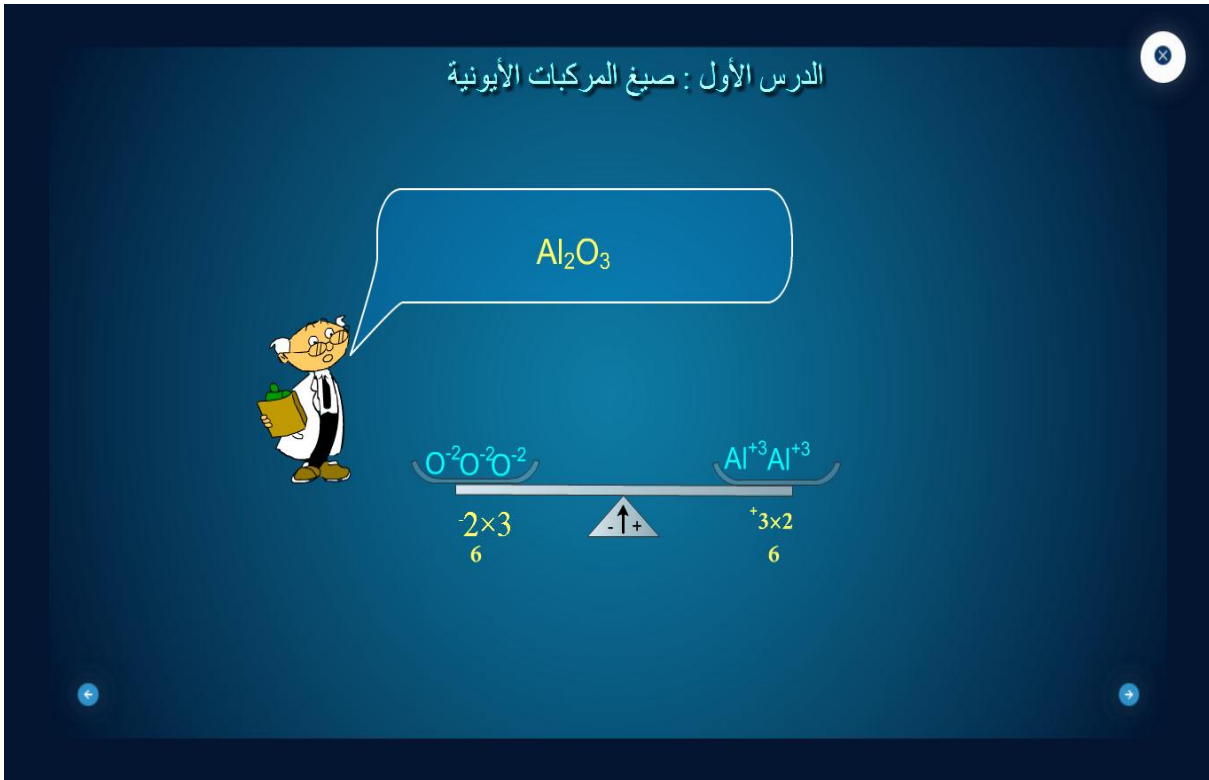 الدرس الأول : صيغ المركبات الأيونية
Al₂O₃
O⁻²O⁻²O⁻² Al⁺³Al⁺³
⁻2×3 - + ⁺3×2
6 6